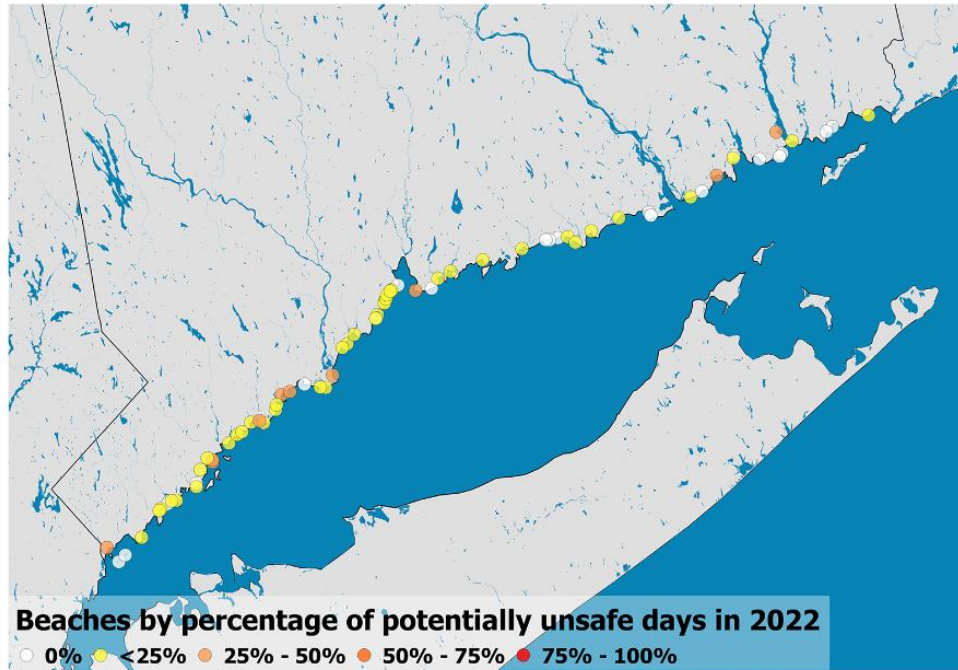 Beaches by percentage of potentially unsafe days in 2022
0% <25% 25% - 50% 50% - 75% 75% - 100%